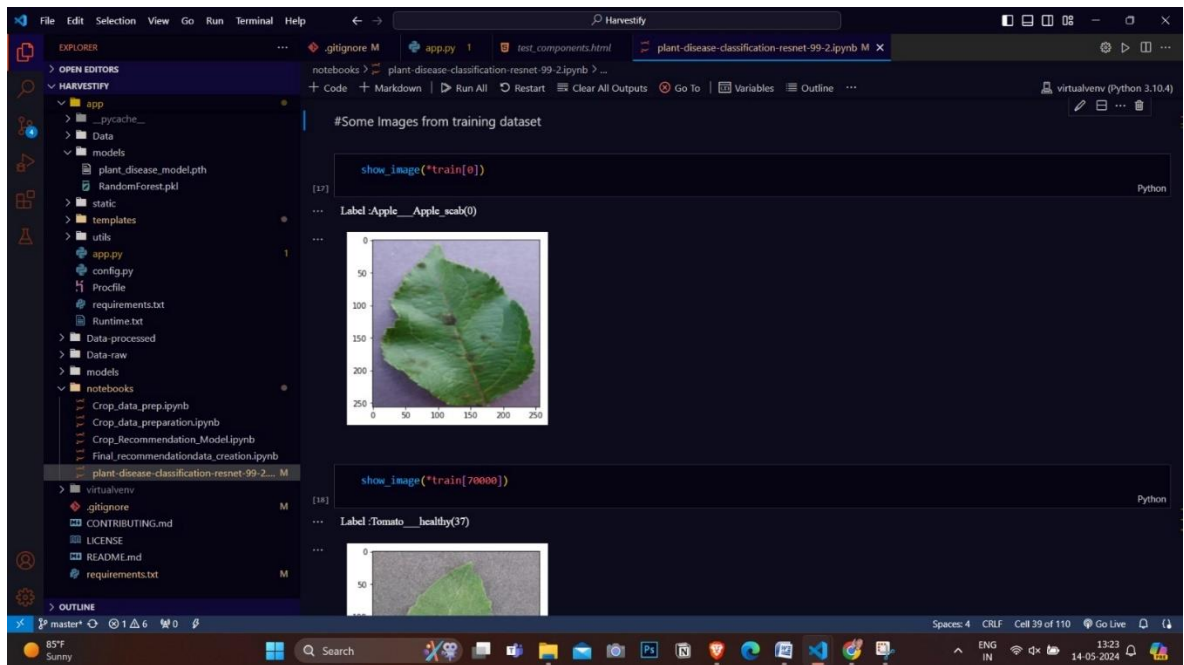 File Edit Selection View Go Run Terminal Help
Harvestify
EXPLORER
.gitignore M app.py 1 test_components.html plant-disease-classification-resnet-99-2.ipynb M
OPEN EDITORS
notebooks > plant-disease-classification-resnet-99-2.ipynb > ...
HARVESTIFY
+ Code + Markdown | Run All Restart Clear All Outputs Go To | Variables Outline ...
virtualvenv (Python 3.10.4)
app
__pycache__
Data
models
plant_disease_model.pth
RandomForest.pkl
static
templates
utils
app.py 1
config.py
Procfile
requirements.txt
Runtime.txt
Data-processed
Data-raw
models
notebooks
Crop_data_prep.ipynb
Crop_data_preparation.ipynb
Crop_Recommendation_Model.ipynb
Final_recommendationdata_creation.ipynb
plant-disease-classification-resnet-99-2.... M
virtualvenv
.gitignore M
CONTRIBUTING.md
LICENSE
README.md
requirements.txt M
OUTLINE
#Some Images from training dataset
show_image(*train[0])
[17]
Python
Label :Apple___Apple_scab(0)
0
50
100
150
200
250
0 50 100 150 200 250
show_image(*train[70000])
[18]
Python
Label :Tomato___healthy(37)
0
50
master* 1 6 0
Spaces: 4 CRLF Cell 39 of 110 Go Live
85°F
Sunny
Search
Ps
ENG
IN
13:23
14-05-2024